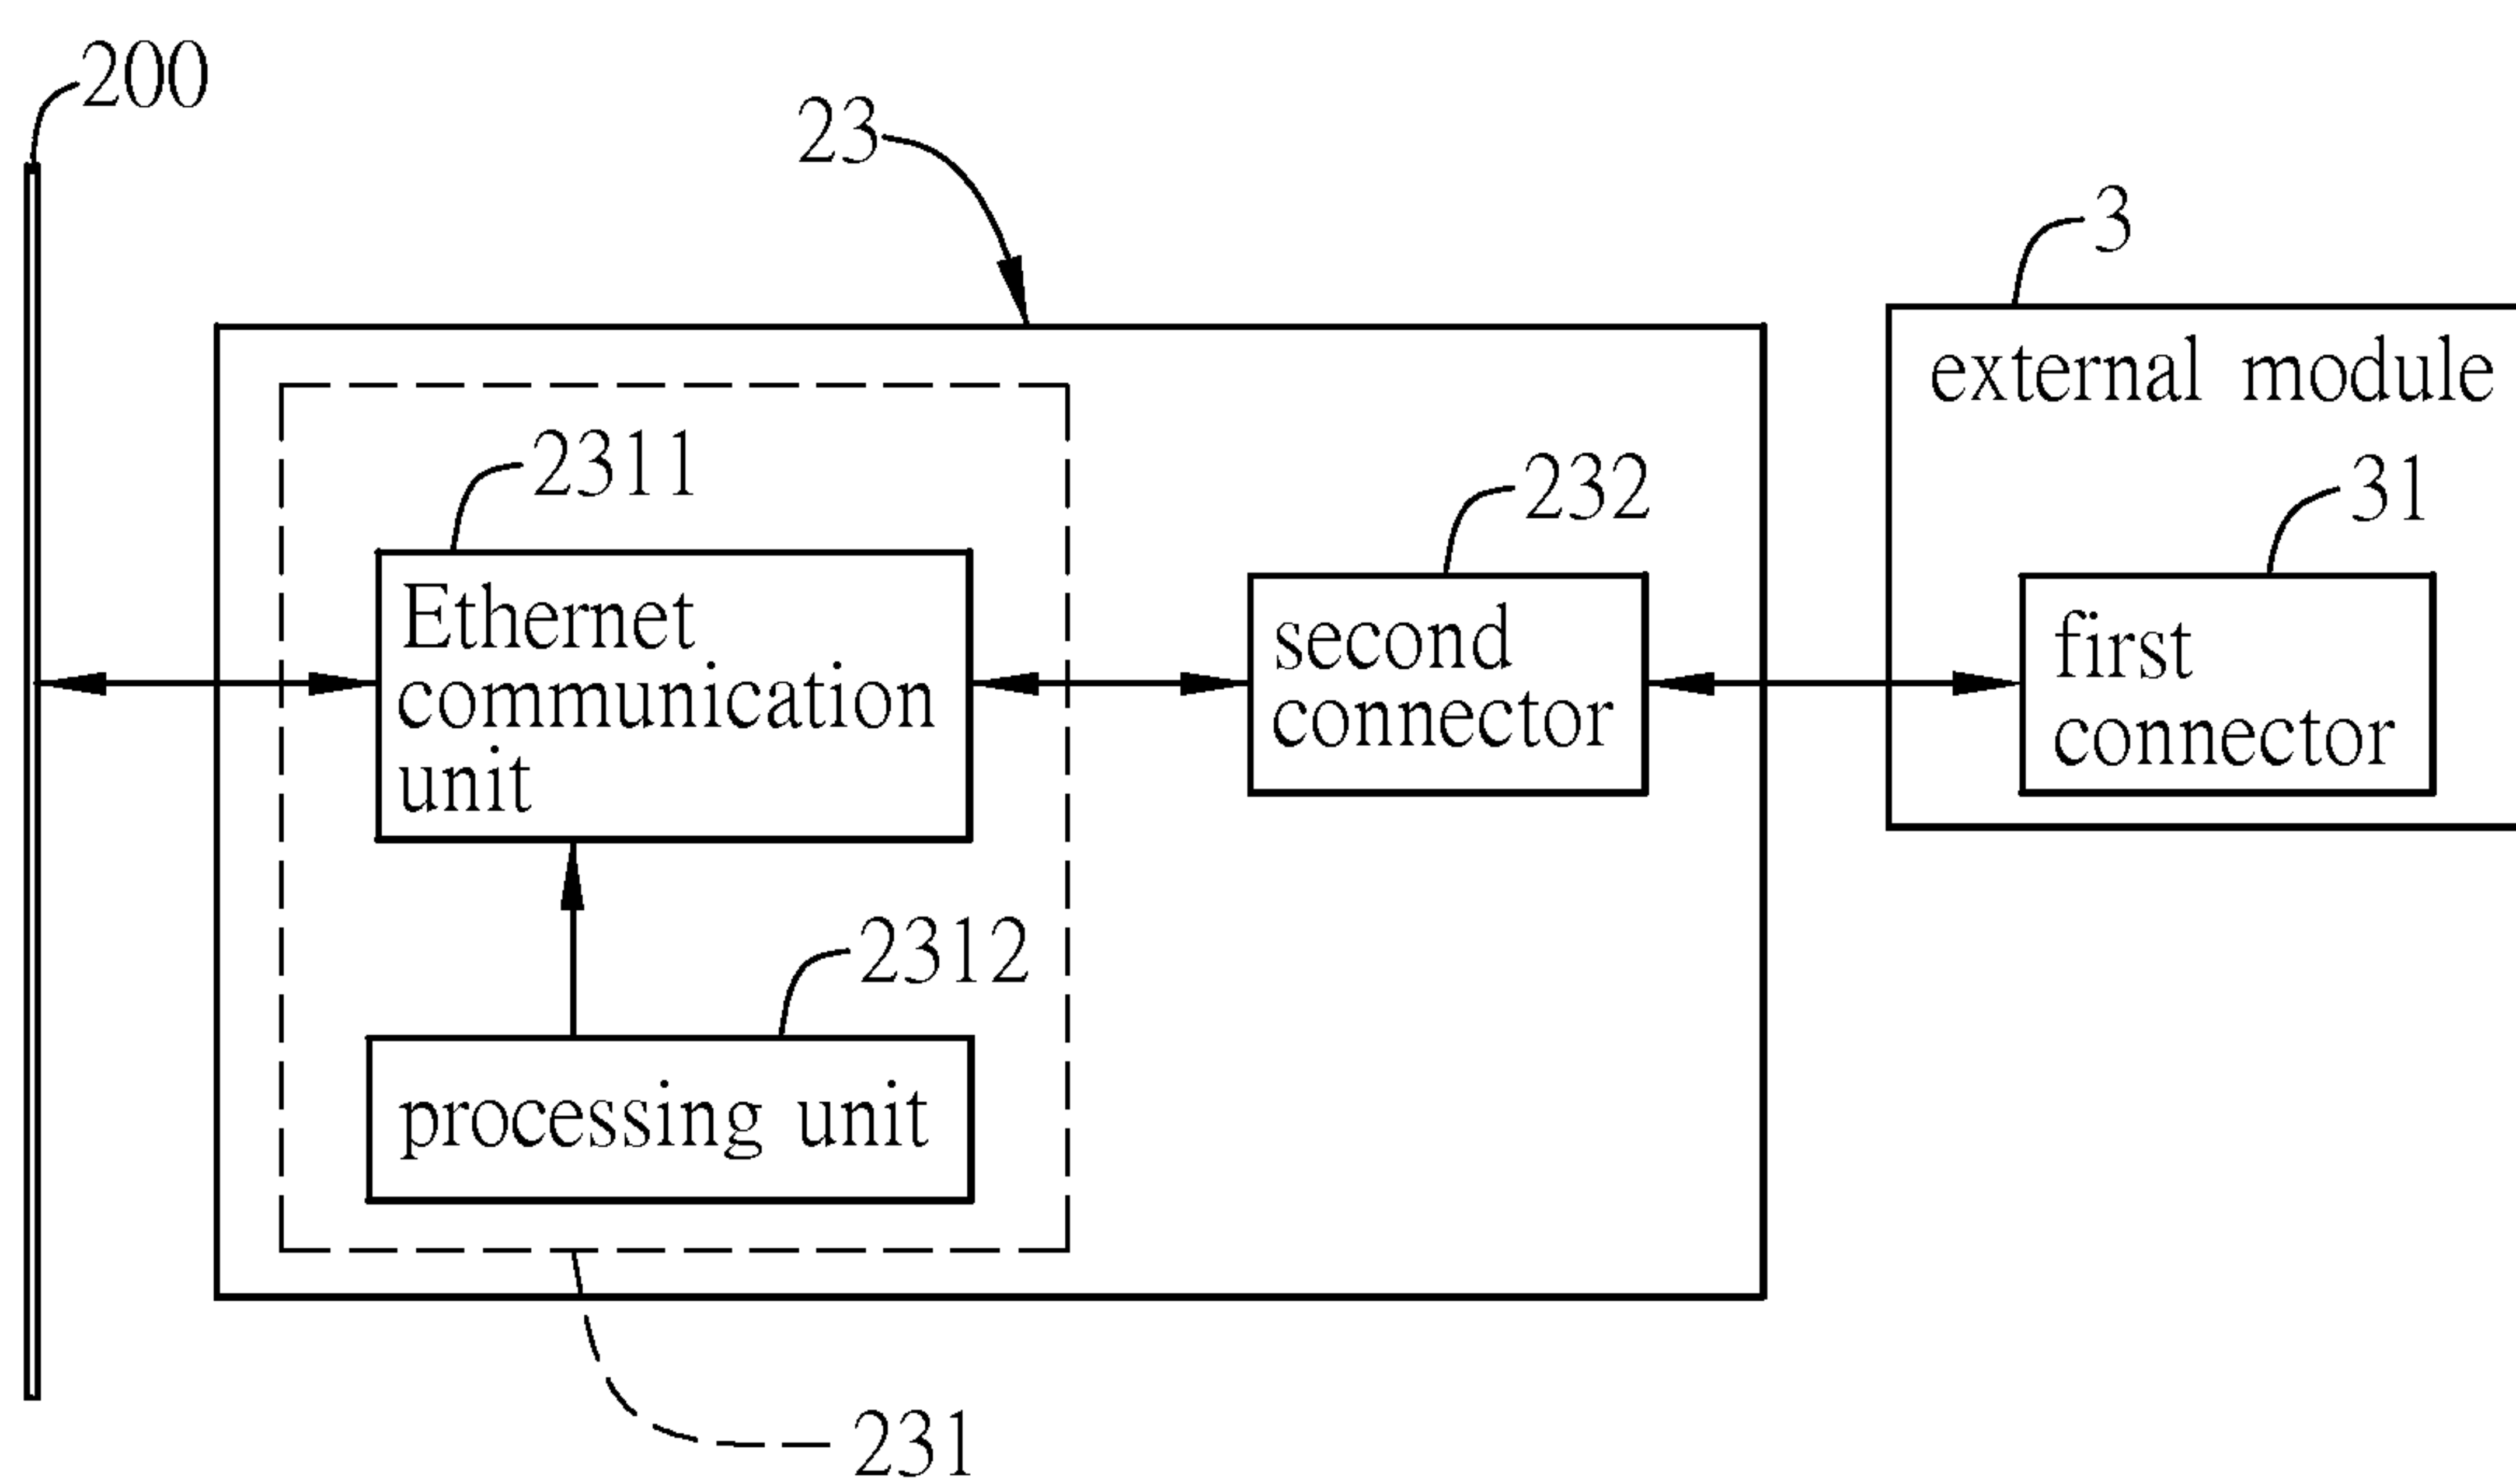 200
23
3
external module
2311
232
31
Ethernet
communication
unit
second
connector
first
connector
2312
processing unit
231